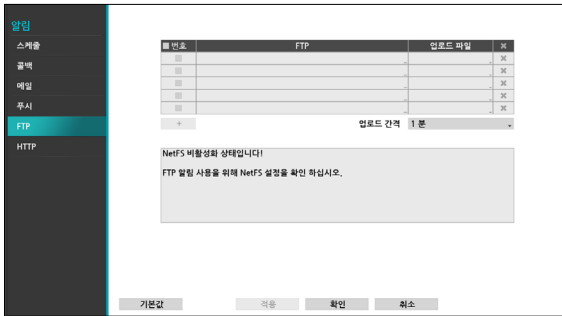 알림
스케줄
콜백
메일
푸시
FTP
HTTP
번호 FTP 업로드 파일
+ 업로드 간격 1 분
NetFS 비활성화 상태입니다!
FTP 알림 사용을 위해 NetFS 설정을 확인 하십시오.
기본값 적용 확인 취소